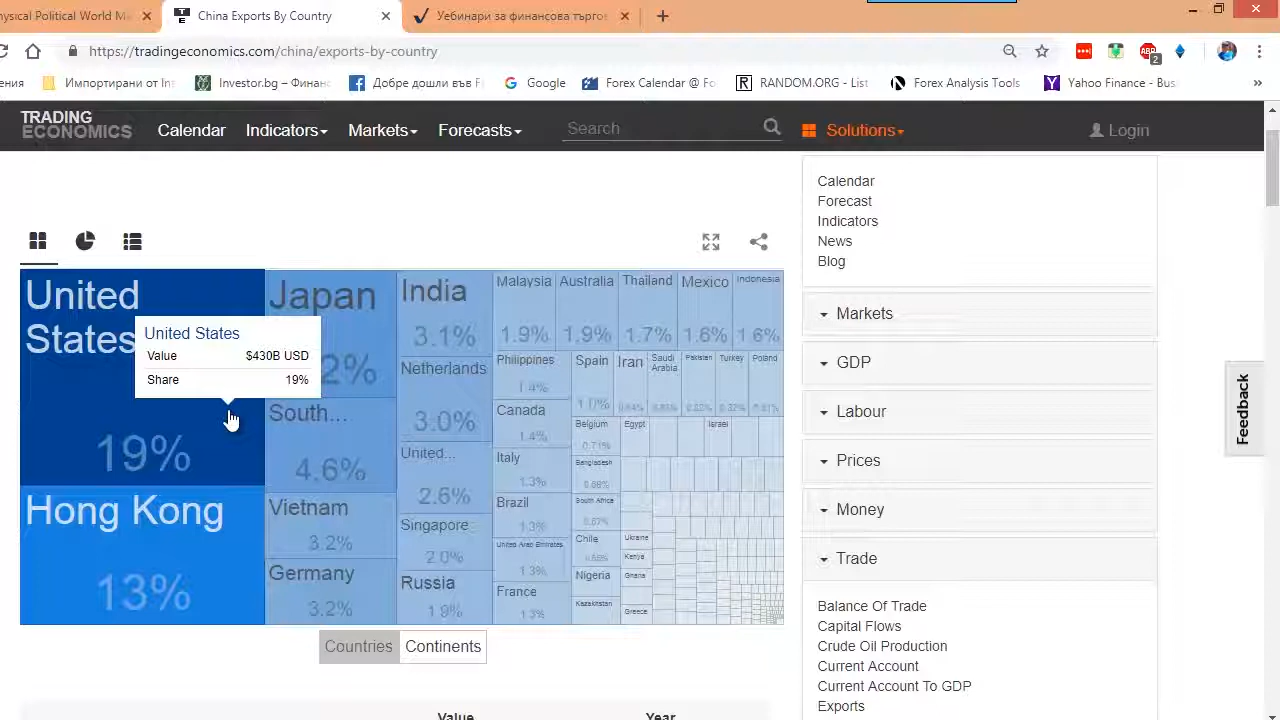 hysical Political World M
China Exports By Country
Уебинари за финансова търго
https://tradingeconomics.com/china/exports-by-country
ения
Импортирани от In
Investor.bg – Финан
Добре дошли във F
Google
Forex Calendar @ Fo
RANDOM.ORG - List
Forex Analysis Tools
Yahoo Finance - Bus
TRADING
ECONOMICS
Calendar
Indicators
Markets
Forecasts
Search
Solutions
Login
Calendar
Forecast
Indicators
News
Blog
Markets
GDP
Labour
Prices
Money
Trade
Balance Of Trade
Capital Flows
Crude Oil Production
Current Account
Current Account To GDP
Exports
Feedback
United
States
19%
United States
Value $430B USD
Share 19%
Hong Kong
13%
Japan
2%
South...
4.6%
Vietnam
3.2%
Germany
3.2%
India
3.1%
Netherlands
3.0%
United...
2.6%
Singapore
2.0%
Russia
1.9%
Malaysia
1.9%
Australia
1.9%
Thailand
1.7%
Mexico
1.6%
Indonesia
1.6%
Philippines
1.4%
Canada
1.4%
Italy
1.3%
Brazil
1.3%
United Arab Emirates
1.3%
France
1.3%
Spain
1.0%
Iran
Saudi
Arabia
Pakistan
Turkey
Poland
Belgium
0.71%
Bangladesh
South Africa
Chile
Nigeria
Kazakhstan
Egypt
Israel
Ukraine
Kenya
Ghana
Greece
Countries
Continents
Value
Year